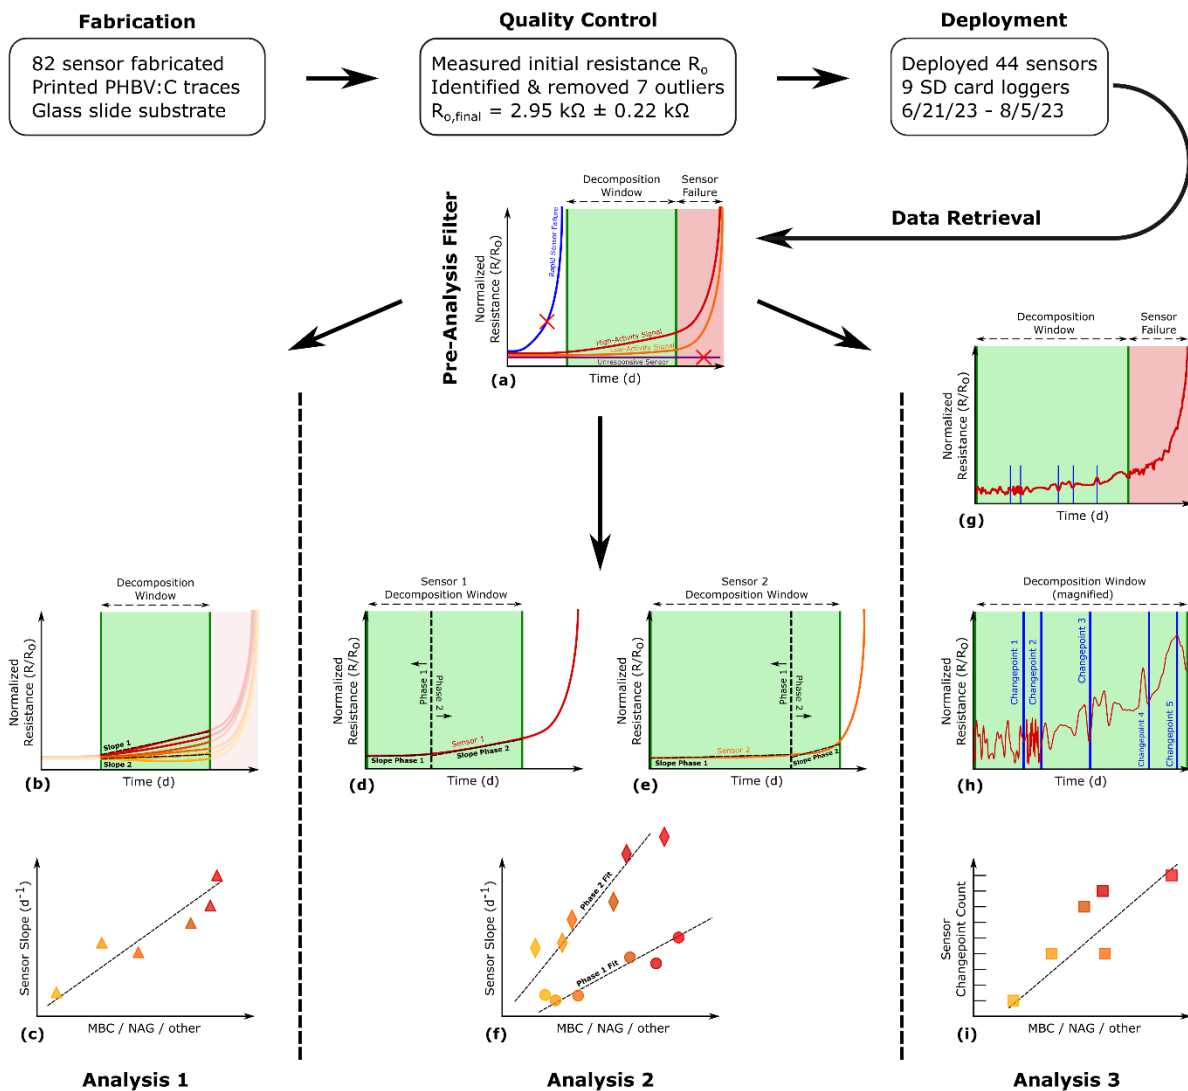 Fabrication
82 sensor fabricated
Printed PHBV:C traces
Glass slide substrate
Quality Control
Measured initial resistance Ro
Identified & removed 7 outliers
Ro,final = 2.95 kΩ ± 0.22 kΩ
Deployment
Deployed 44 sensors
9 SD card loggers
6/21/23 - 8/5/23
Data Retrieval
Pre-Analysis Filter
Decomposition
Window
Sensor
Failure
Normalized
Resistance (R/Ro)
Rapid Sensor Failure
High-Activity Signal
Low-Activity Signal
Unresponsive Sensor
Time (d)
(a)
Decomposition
Window
Normalized
Resistance (R/Ro)
Slope 1
Slope 2
Time (d)
(b)
Sensor Slope (d-1)
MBC / NAG / other
(c)
Analysis 1
Sensor 1
Decomposition Window
Normalized
Resistance (R/Ro)
Phase 1
Phase 2
Sensor 1
Slope Phase 1
Slope Phase 2
Time (d)
(d)
Sensor 2
Decomposition Window
Normalized
Resistance (R/Ro)
Phase 1
Phase 2
Sensor 2
Slope Phase 1
Slope Phase 2
Time (d)
(e)
Sensor Slope (d-1)
Phase 2 Fit
Phase 1 Fit
MBC / NAG / other
(f)
Analysis 2
Decomposition
Window
Sensor
Failure
Normalized
Resistance (R/Ro)
Time (d)
(g)
Decomposition Window
(magnified)
Normalized
Resistance (R/Ro)
Changepoint 1
Changepoint 2
Changepoint 3
Changepoint 4
Changepoint 5
Time (d)
(h)
Sensor
Changepoint Count
MBC / NAG / other
(i)
Analysis 3